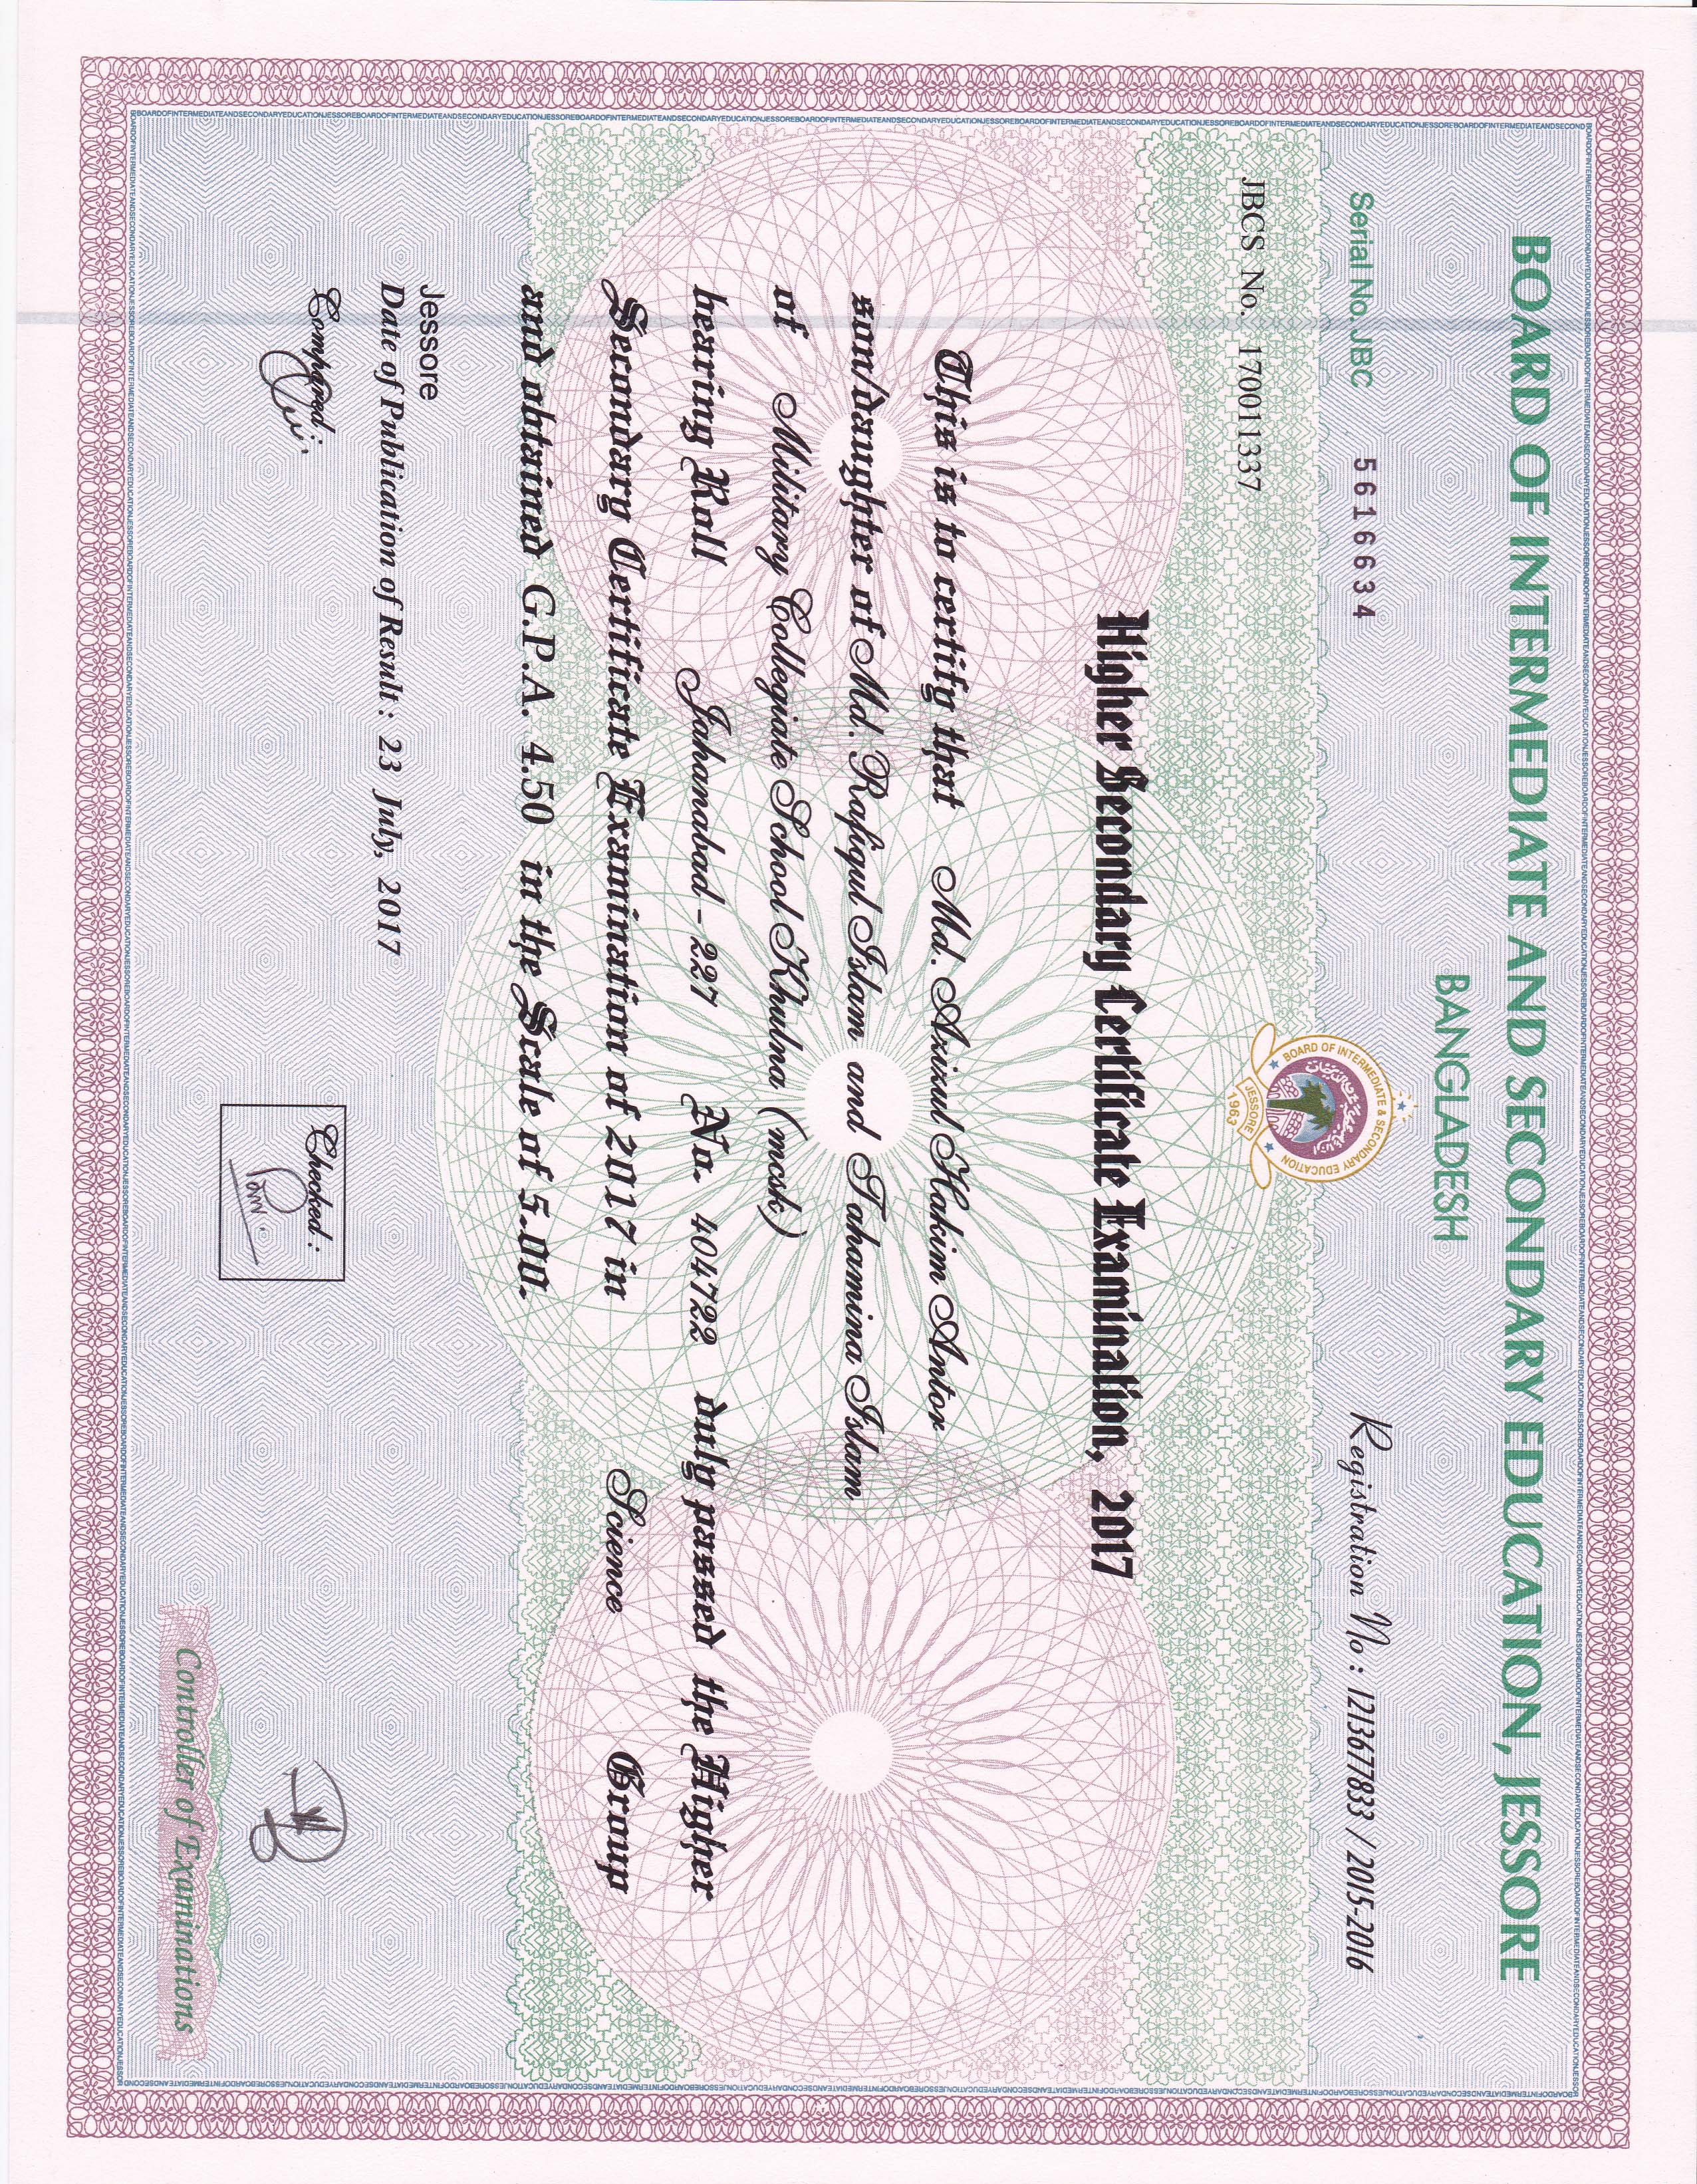 BOARD OF INTERMEDIATE AND SECONDARY EDUCATION, JESSORE
BANGLADESH
Serial No. JBC 5616634
BOARD OF INTERMEDIATE & SECONDARY EDUCATION
JESSORE
1963
Registration No : 1213677833 / 2015-2016
JBCS No. 170011337
Higher Secondary Certificate Examination, 2017
This is to certify that Md. Azizul Hakim Antor
son/daughter of Md. Rafiqul Islam and Tahamina Islam
of Military Collegiate School Khulna (mcsk)
bearing Roll Jahanabad - 227 No. 404722 duly passed the Higher
Secondary Certificate Examination of 2017 in Science Group
and obtained G.P.A. 4.50 in the Scale of 5.00.
Jessore
Date of Publication of Result : 23 July, 2017
Compared :
Checked :
Controller of Examinations